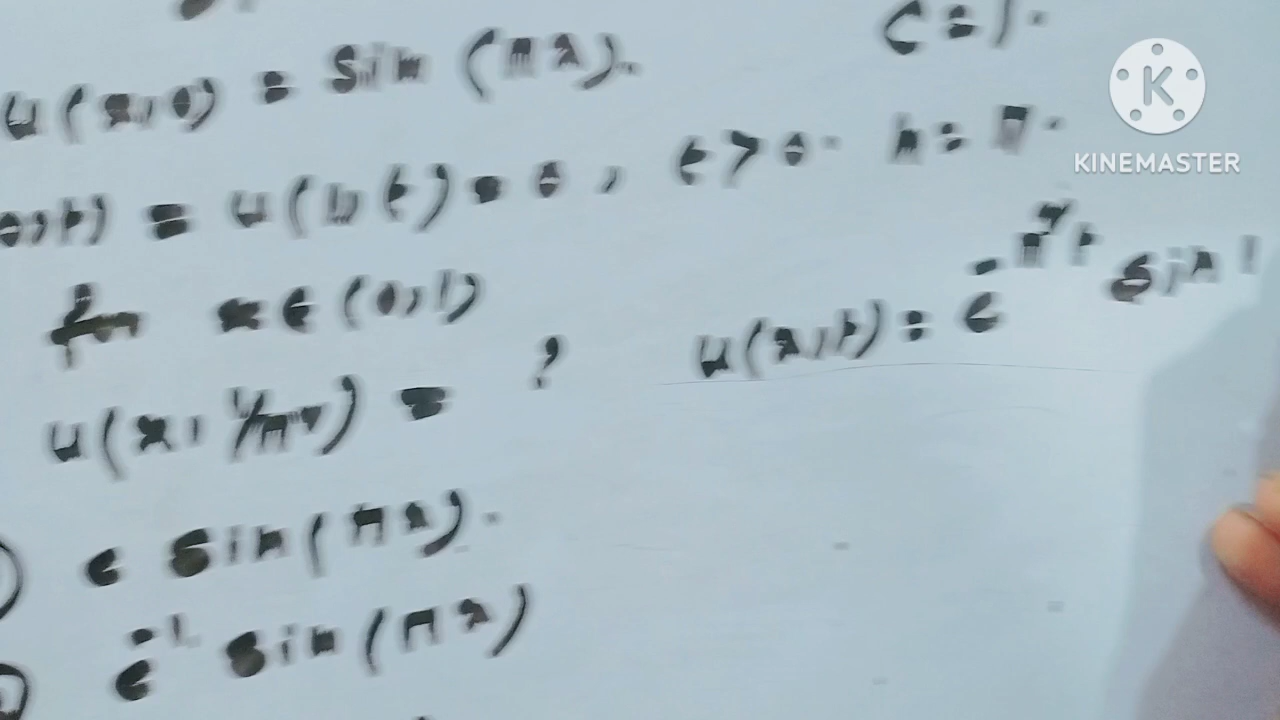 c=1.
u(x,0) = sin (πx).
0,t) = u(1,t) = 0, t>0. n=π.
for x∈(0,1)
u(x,t) = e^-π²t sin
u(x, 1/π²) = ?
e sin(πx).
e^-1. sin(πx)
KINEMASTER